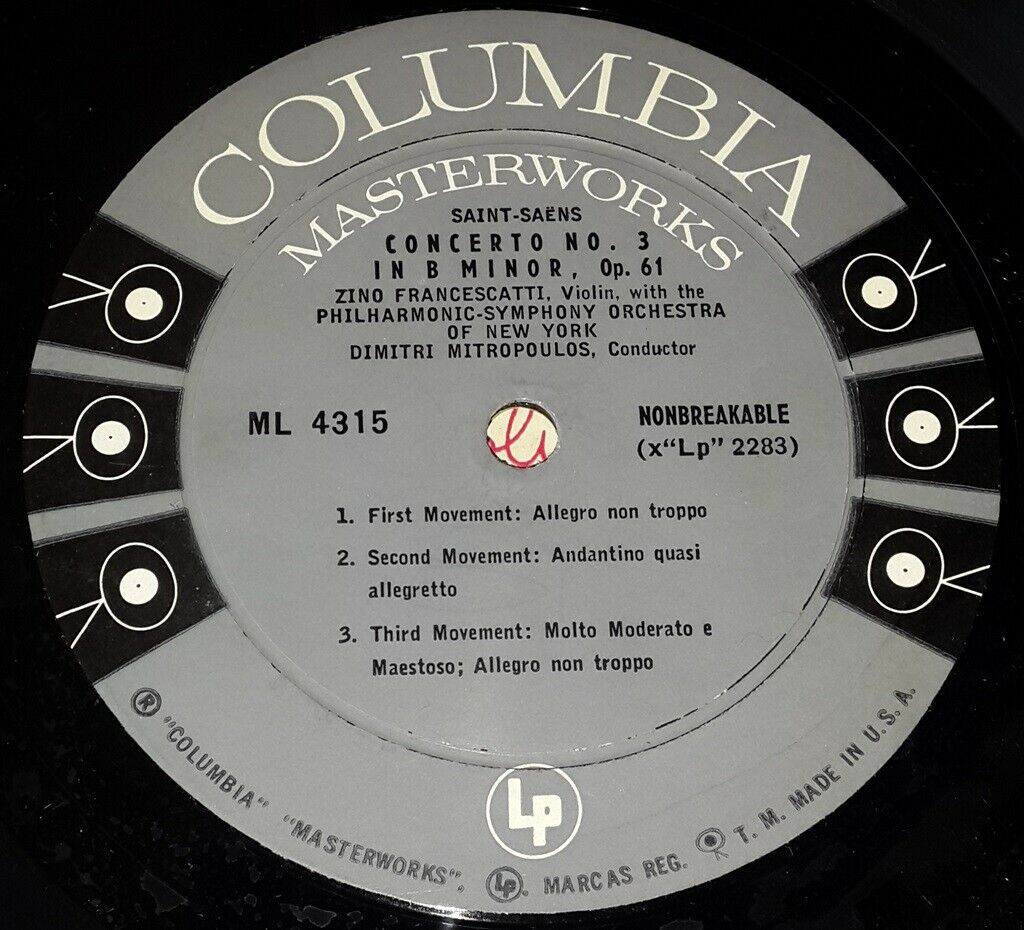 COLUMBIA
MASTERWORKS
SAINT-SAËNS
CONCERTO NO. 3
IN B MINOR, Op. 61
ZINO FRANCESCATTI, Violin, with the
PHILHARMONIC-SYMPHONY ORCHESTRA
OF NEW YORK
DIMITRI MITROPOULOS, Conductor
ML 4315
NONBREAKABLE
(x“Lp” 2283)
1. First Movement: Allegro non troppo
2. Second Movement: Andantino quasi
allegretto
3. Third Movement: Molto Moderato e
Maestoso; Allegro non troppo
Lp
® “COLUMBIA” “MASTERWORKS”, Lp. MARCAS REG. T. M. MADE IN U. S. A.